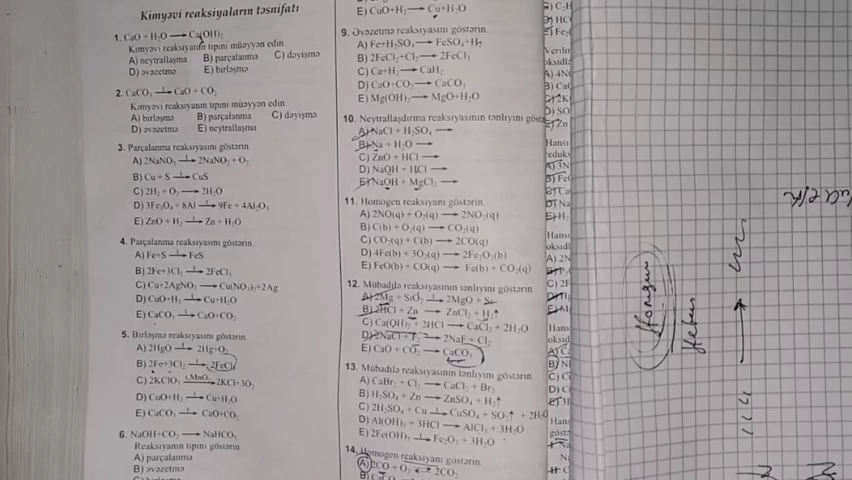 Kimyəvi reaksiyaların təsnifatı
1. CaO + H₂O ⟶ Ca(OH)₂
Kimyəvi reaksiyanın tipini müəyyən edin.
A) neytrallaşma B) parçalanma C) dəyişmə
D) əvəzetmə E) birləşmə
2. CaCO₃ ⟶ CaO + CO₂
Kimyəvi reaksiyanın tipini müəyyən edin.
A) birləşmə B) parçalanma C) dəyişmə
D) əvəzetmə E) neytrallaşma
3. Parçalanma reaksiyasını göstərin.
A) 2NaNO₃ ⟶ 2NaNO₂ + O₂
B) Cu + S ⟶ CuS
C) 2H₂ + O₂ ⟶ 2H₂O
D) 3Fe₃O₄ + 8Al ⟶ 9Fe + 4Al₂O₃
E) ZnO + H₂ ⟶ Zn + H₂O
4. Parçalanma reaksiyasını göstərin.
A) Fe+S ⟶ FeS
B) 2Fe+3Cl₂ ⟶ 2FeCl₃
C) Cu+2AgNO₃ ⟶ Cu(NO₃)₂+2Ag
D) CuO+H₂ ⟶ Cu+H₂O
E) CaCO₃ ⟶ CaO+CO₂
5. Birləşmə reaksiyasını göstərin.
A) 2HgO ⟶ 2Hg+O₂
B) 2Fe+3Cl₂ ⟶ 2FeCl₃
C) 2KClO₃ ⟶ 2KCl+3O₂
D) CuO+H₂ ⟶ Cu+H₂O
E) CaCO₃ ⟶ CaO+CO₂
6. NaOH+CO₂ ⟶ NaHCO₃
Reaksiyanın tipini göstərin.
A) parçalanma
B) əvəzetmə
E) CuO+H₂ ⟶ Cu+H₂O
9. Əvəzetmə reaksiyasını göstərin.
A) Fe+H₂SO₄ ⟶ FeSO₄+H₂
B) 2FeCl₂+Cl₂ ⟶ 2FeCl₃
C) Ca+H₂ ⟶ CaH₂
D) CaO+CO₂ ⟶ CaCO₃
E) Mg(OH)₂ ⟶ MgO+H₂O
10. Neytrallaşdırma reaksiyasının tənliyini göstə
A) NaCl + H₂SO₄ ⟶
B) Na + H₂O ⟶
C) ZnO + HCl ⟶
D) NaOH + HCl ⟶
E) NaOH + MgCl₂ ⟶
11. Homogen reaksiyanı göstərin.
A) 2NO(q) + O₂(q) ⟶ 2NO₂(q)
B) C(b) + O₂(q) ⟶ CO₂(q)
C) CO₂(q) + C(b) ⟶ 2CO(q)
D) 4Fe(b) + 3O₂(q) ⟶ 2Fe₂O₃(b)
E) FeO(b) + CO(q) ⟶ Fe(b) + CO₂(q)
12. Mübadilə reaksiyasının tənliyini göstərin.
A) 2Mg + SiO₂ ⟶ 2MgO + Si
B) 2HCl + Zn ⟶ ZnCl₂ + H₂↑
C) Ca(OH)₂ + 2HCl ⟶ CaCl₂ + 2H₂O
D) 2NaCl + F₂ ⟶ 2NaF + Cl₂
E) CaO + CO₂ ⟶ CaCO₃
13. Mübadilə reaksiyasının tənliyini göstərin.
A) CaBr₂ + Cl₂ ⟶ CaCl₂ + Br₂
B) H₂SO₄ + Zn ⟶ ZnSO₄ + H₂↑
C) 2H₂SO₄ + Cu ⟶ CuSO₄ + SO₂↑ + 2H₂O
D) Al(OH)₃ + 3HCl ⟶ AlCl₃ + 3H₂O
E) 2Fe(OH)₃ ⟶ Fe₂O₃ + 3H₂O
14. Homogen reaksiyanı göstərin.
A) 2CO + O₂ ⇄ 2CO₂